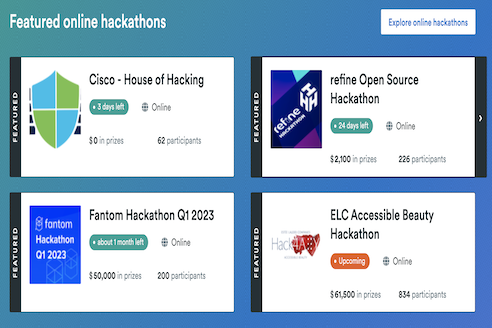 Featured online hackathons
Explore online hackathons
FEATURED
Cisco - House of Hacking
3 days left
Online
$0 in prizes
62 participants
FEATURED
refine
HACKATHON
refine Open Source
Hackathon
24 days left
Online
$2,100 in prizes
226 participants
FEATURED
fantom
Hackathon
Q1 2023
Fantom Hackathon Q1 2023
about 1 month left
Online
$50,000 in prizes
200 participants
FEATURED
ELC Accessible Beauty
Hackathon
Upcoming
Online
$61,500 in prizes
834 participants